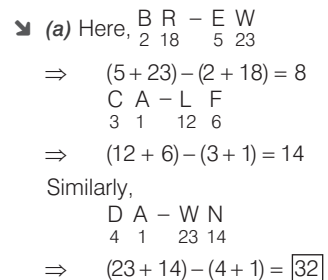 (a) Here, B R – E W
2 18 5 23
⇒ (5 + 23) – (2 + 18) = 8
C A – L F
3 1 12 6
⇒ (12 + 6) – (3 + 1) = 14
Similarly,
D A – W N
4 1 23 14
⇒ (23 + 14) – (4 + 1) = 32